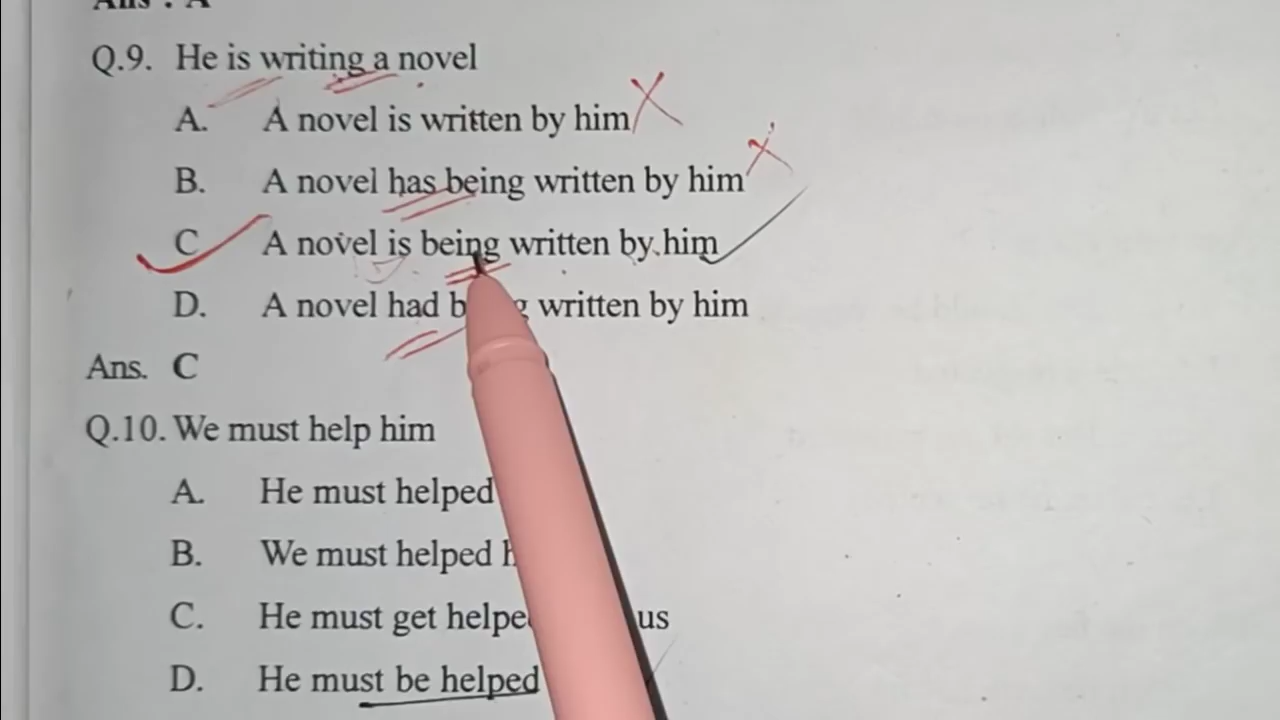 Q.9. He is writing a novel
A. A novel is written by him
B. A novel has being written by him
C A novel is being written by him
D. A novel had written by him
Ans. C
Q.10. We must help him
A. He must helped
B. We must helped
C. He must get us
D. He must be helped